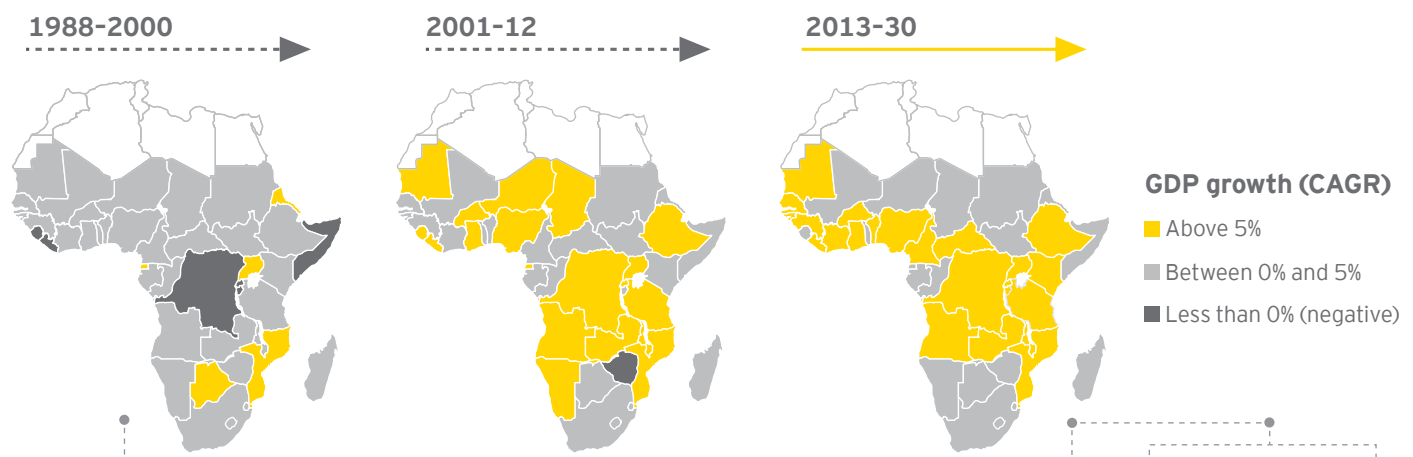 1988–2000
2001–12
2013–30
GDP growth (CAGR)
Above 5%
Between 0% and 5%
Less than 0% (negative)